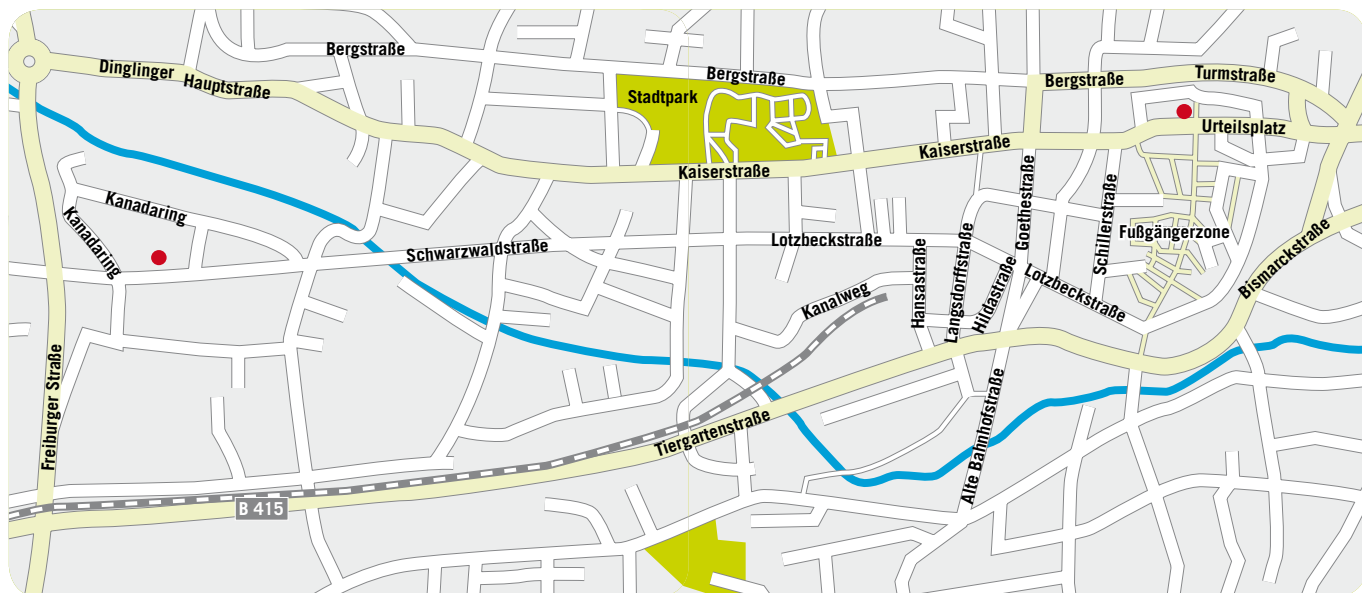 Bergstraße
Dinglinger Hauptstraße
Bergstraße
Bergstraße
Turmstraße
Stadtpark
Urteilsplatz
Kaiserstraße
Kaiserstraße
Kanadaring
Kanadaring
Schwarzwaldstraße
Lotzbeckstraße
Goethestraße
Schillerstraße
Fußgängerzone
Hansastraße
Langsdorffstraße
Hildastraße
Lotzbeckstraße
Bismarckstraße
Kanalweg
Freiburger Straße
Tiergartenstraße
Alte Bahnhofstraße
B 415